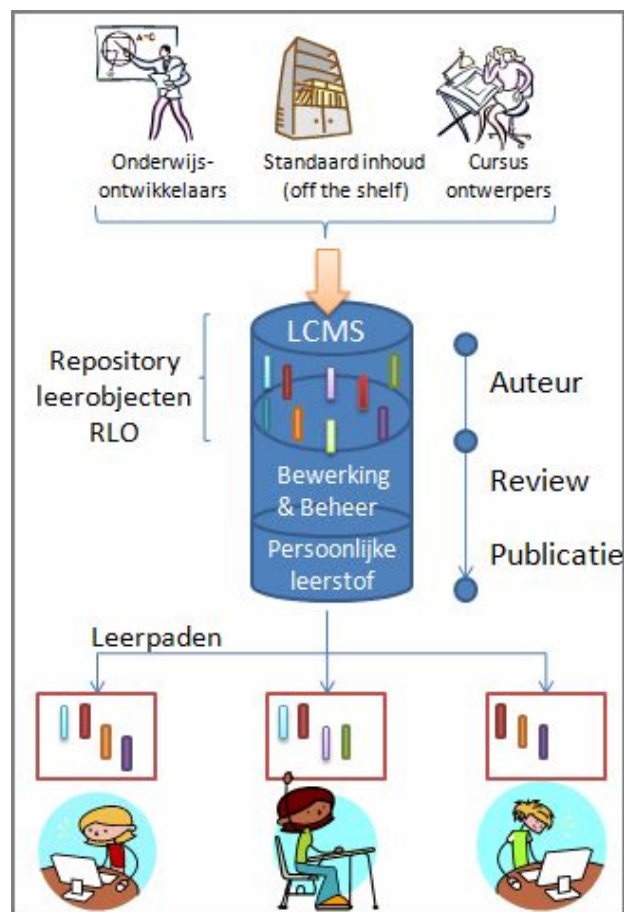 A-C
Onderwijs-
ontwikkelaars
Standaard inhoud
(off the shelf)
Cursus
ontwerpers
LCMS
Repository
leerobjecten
RLO
Auteur
Bewerking
& Beheer
Review
Persoonlijke
leerstof
Publicatie
Leerpaden